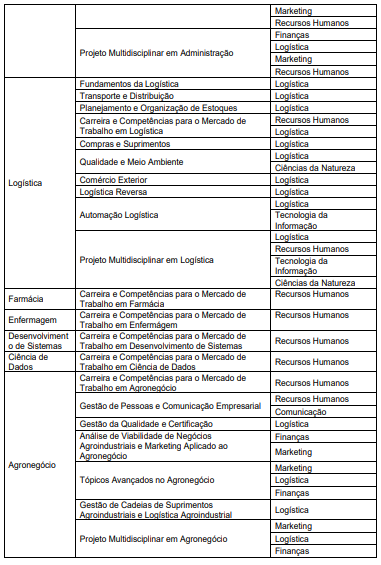 Marketing
Recursos Humanos
Projeto Multidisciplinar em Administração
Finanças
Logística
Marketing
Recursos Humanos
Logística
Fundamentos da Logística
Logística
Transporte e Distribuição
Logística
Planejamento e Organização de Estoques
Logística
Carreira e Competências para o Mercado de
Trabalho em Logística
Recursos Humanos
Logística
Compras e Suprimentos
Logística
Qualidade e Meio Ambiente
Logística
Ciências da Natureza
Comércio Exterior
Logística
Logística Reversa
Logística
Automação Logística
Logística
Tecnologia da
Informação
Projeto Multidisciplinar em Logística
Logística
Recursos Humanos
Tecnologia da
Informação
Ciências da Natureza
Farmácia
Carreira e Competências para o Mercado de
Trabalho em Farmácia
Recursos Humanos
Enfermagem
Carreira e Competências para o Mercado de
Trabalho em Enfermágem
Recursos Humanos
Desenvolviment
o de Sistemas
Carreira e Competências para o Mercado de
Trabalho em Desenvolvimento de Sistemas
Recursos Humanos
Ciência de
Dados
Carreira e Competências para o Mercado de
Trabalho em Ciência de Dados
Recursos Humanos
Agronegócio
Carreira e Competências para o Mercado de
Trabalho em Agronegócio
Recursos Humanos
Gestão de Pessoas e Comunicação Empresarial
Recursos Humanos
Comunicação
Gestão da Qualidade e Certificação
Logística
Análise de Viabilidade de Negócios
Agroindustriais e Marketing Aplicado ao
Agronegócio
Finanças
Marketing
Tópicos Avançados no Agronegócio
Marketing
Logística
Finanças
Gestão de Cadeias de Suprimentos
Agroindustriais e Logística Agroindustrial
Logística
Projeto Multidisciplinar em Agronegócio
Marketing
Logística
Finanças